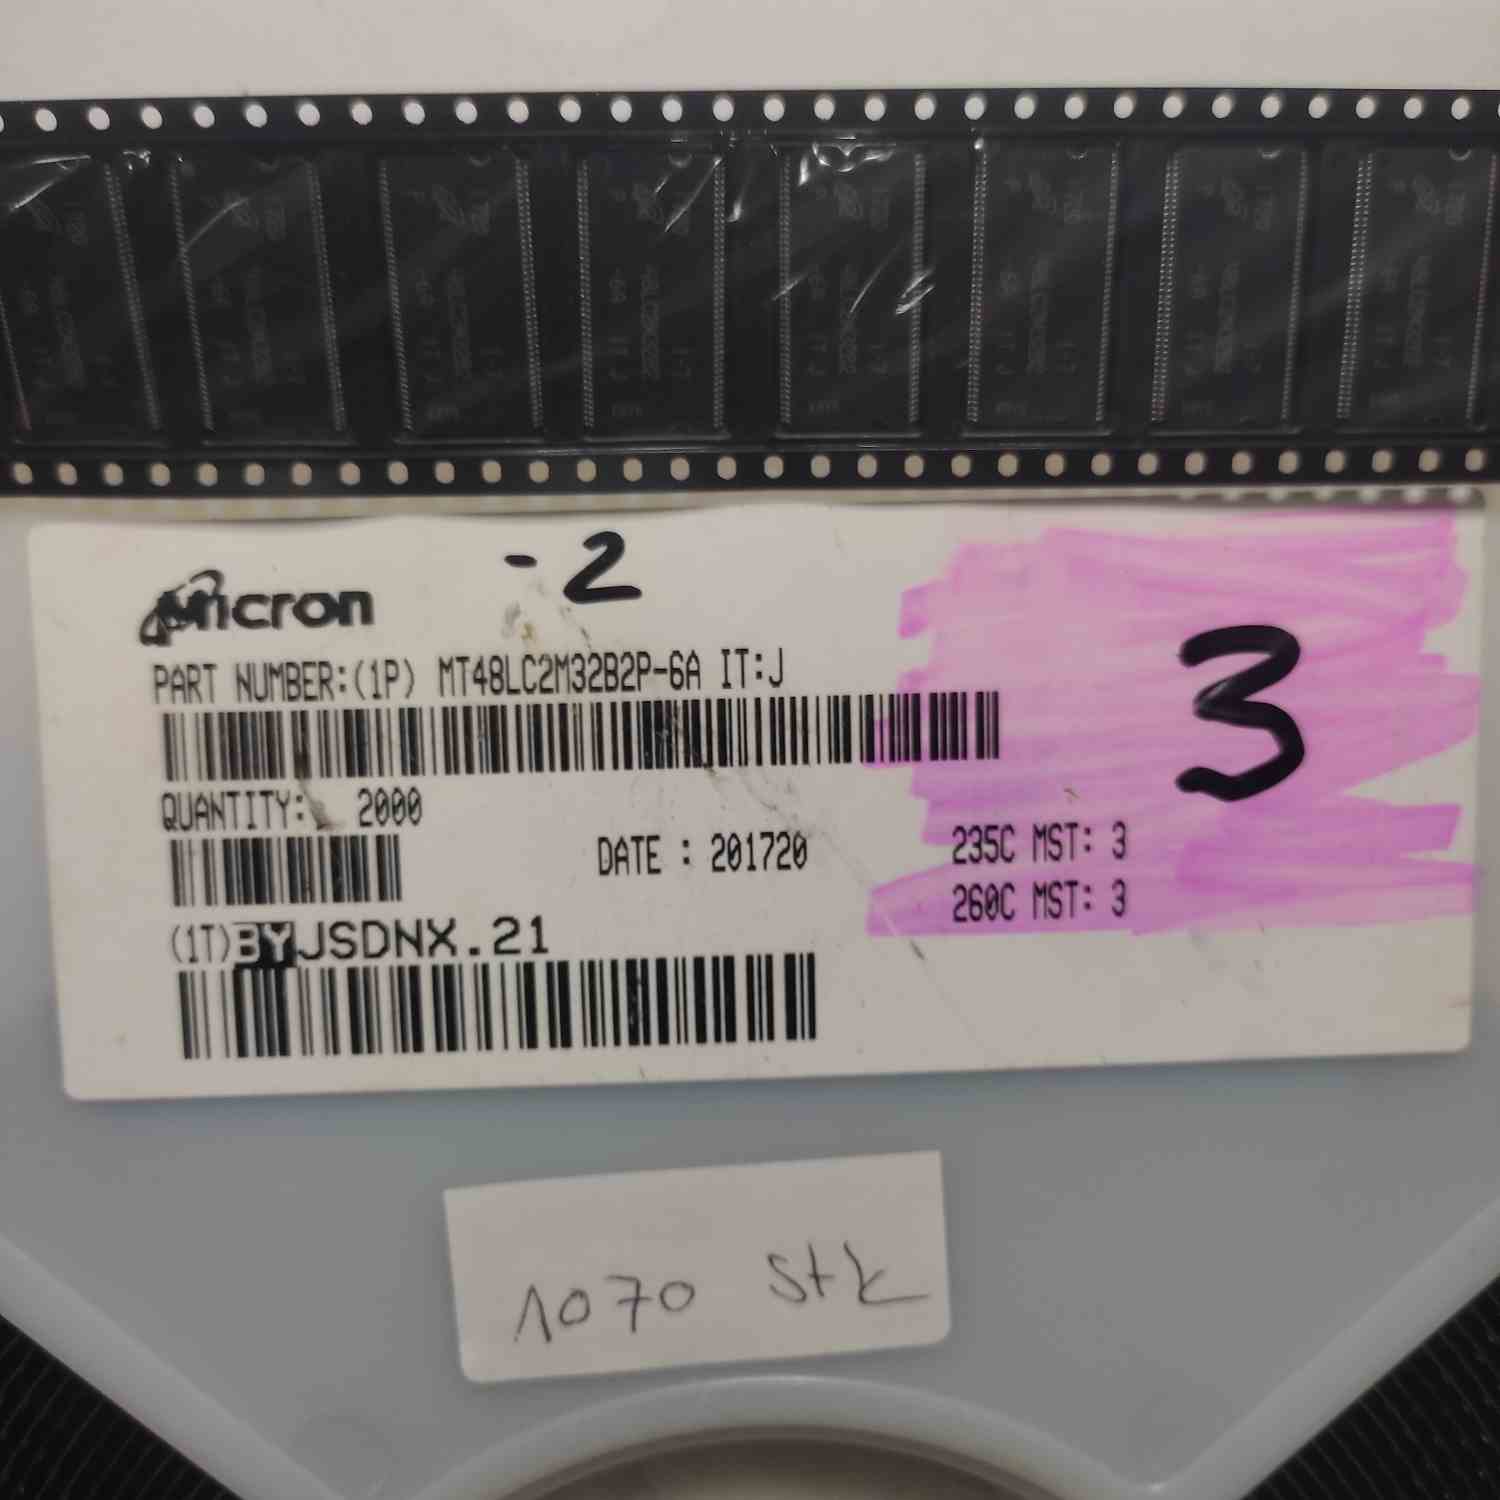 - 2
Micron
3
PART NUMBER:(1P) MT48LC2M32B2P-6A IT:J
QUANTITY: 2000
DATE : 201720
235C MST: 3
260C MST: 3
(1T)BYJSDNX.21
1070 Stk